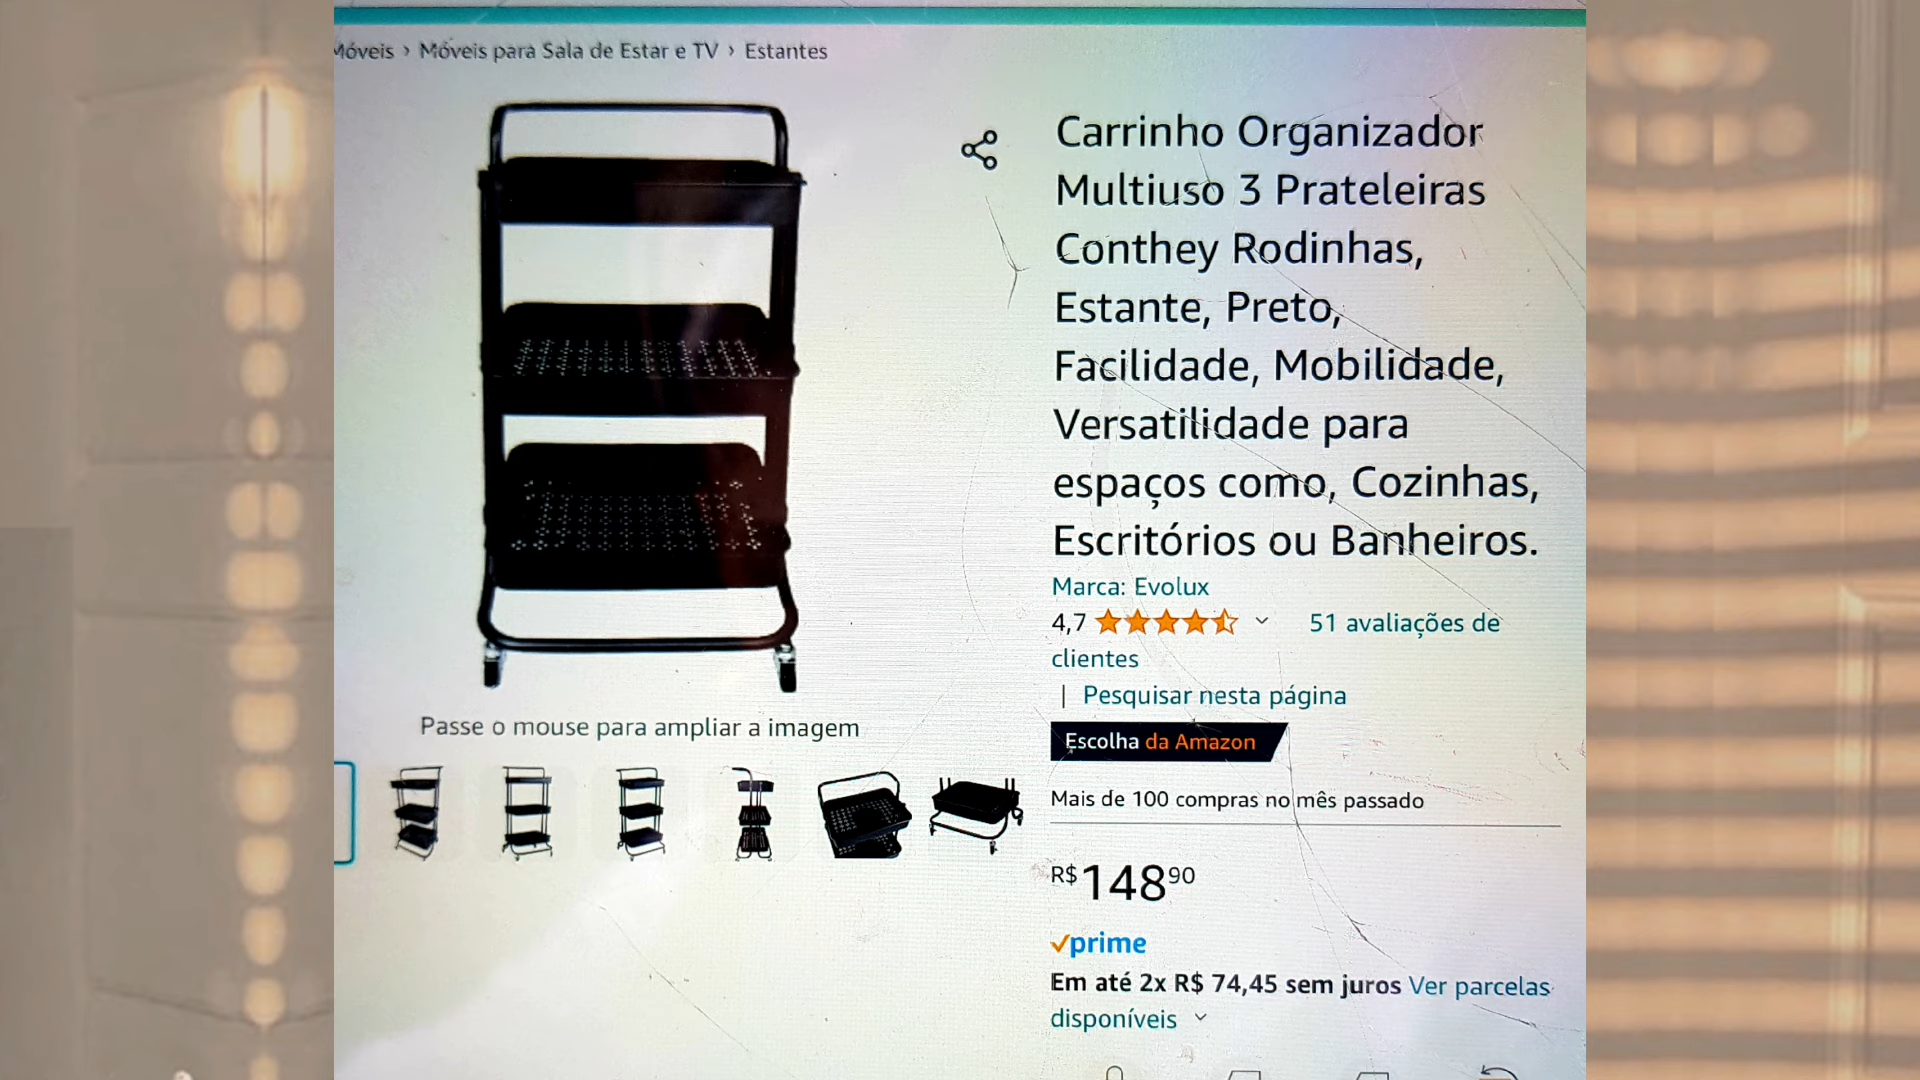 Móveis › Móveis para Sala de Estar e TV › Estantes
Carrinho Organizador
Multiuso 3 Prateleiras
Conthey Rodinhas,
Estante, Preto,
Facilidade, Mobilidade,
Versatilidade para
espaços como, Cozinhas,
Escritórios ou Banheiros.
Marca: Evolux
4,7 51 avaliações de
clientes
| Pesquisar nesta página
Escolha da Amazon
Mais de 100 compras no mês passado
R$14890
prime
Em até 2x R$ 74,45 sem juros Ver parcelas
disponíveis
Passe o mouse para ampliar a imagem